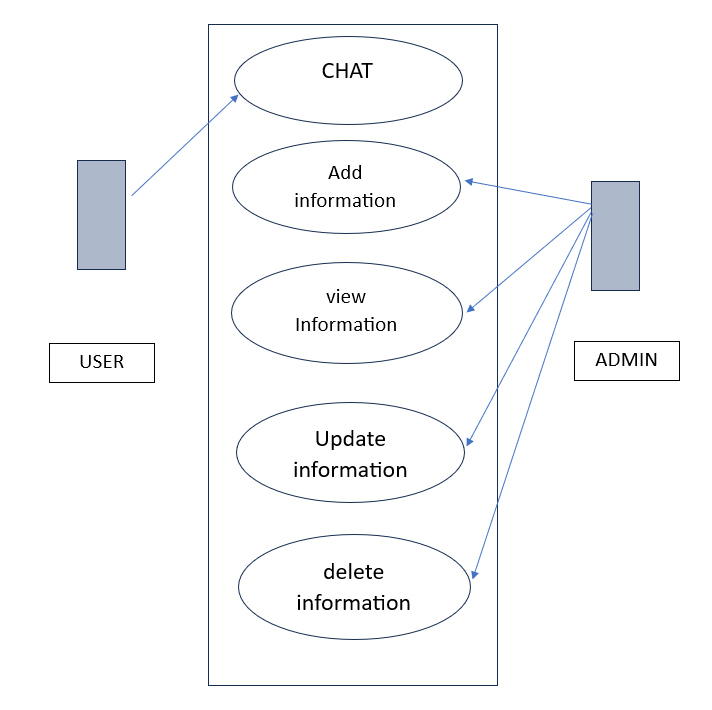 CHAT
Add
information
view
Information
USER
ADMIN
Update
information
delete
information